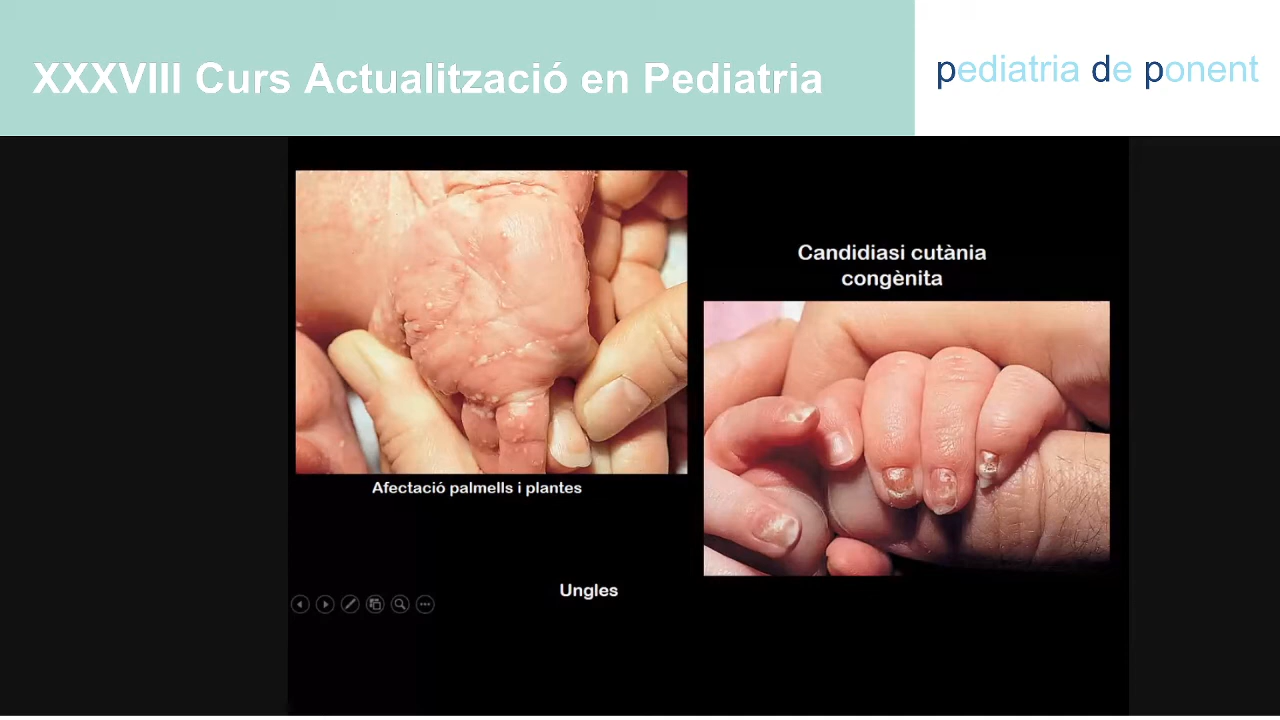 XXXVIII Curs Actualització en Pediatria
pediatria de ponent
Candidiasi cutània
congènita
Afectació palmells i plantes
Ungles